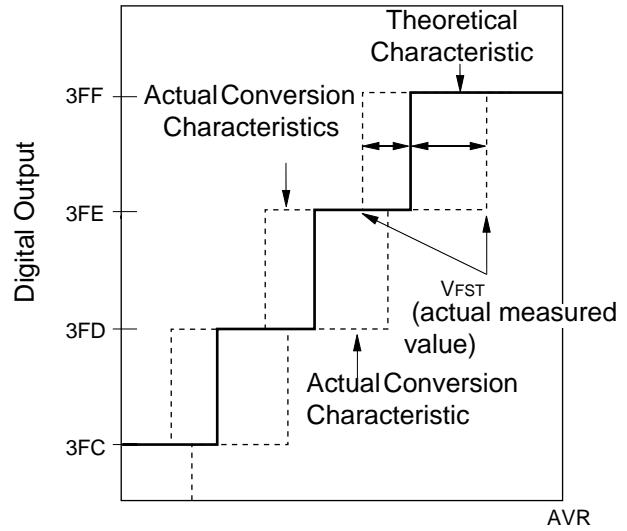 Theoretical
Characteristic
3FF
Actual Conversion
Characteristics
3FE
Digital Output
VFST
(actual measured
value)
3FD
Actual Conversion
Characteristic
3FC
AVR